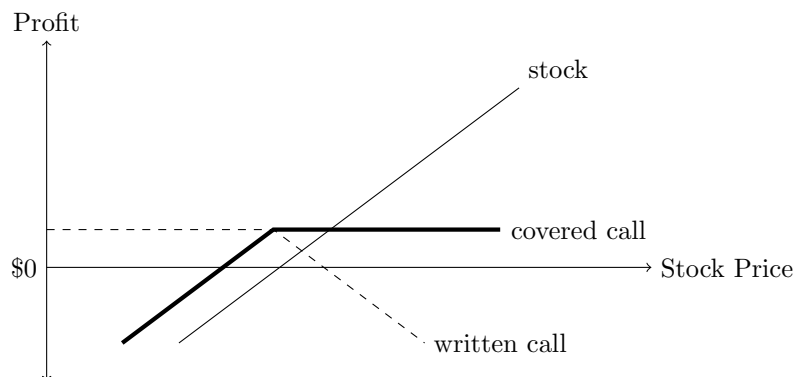 Profit
stock
covered call
$0
Stock Price
written call